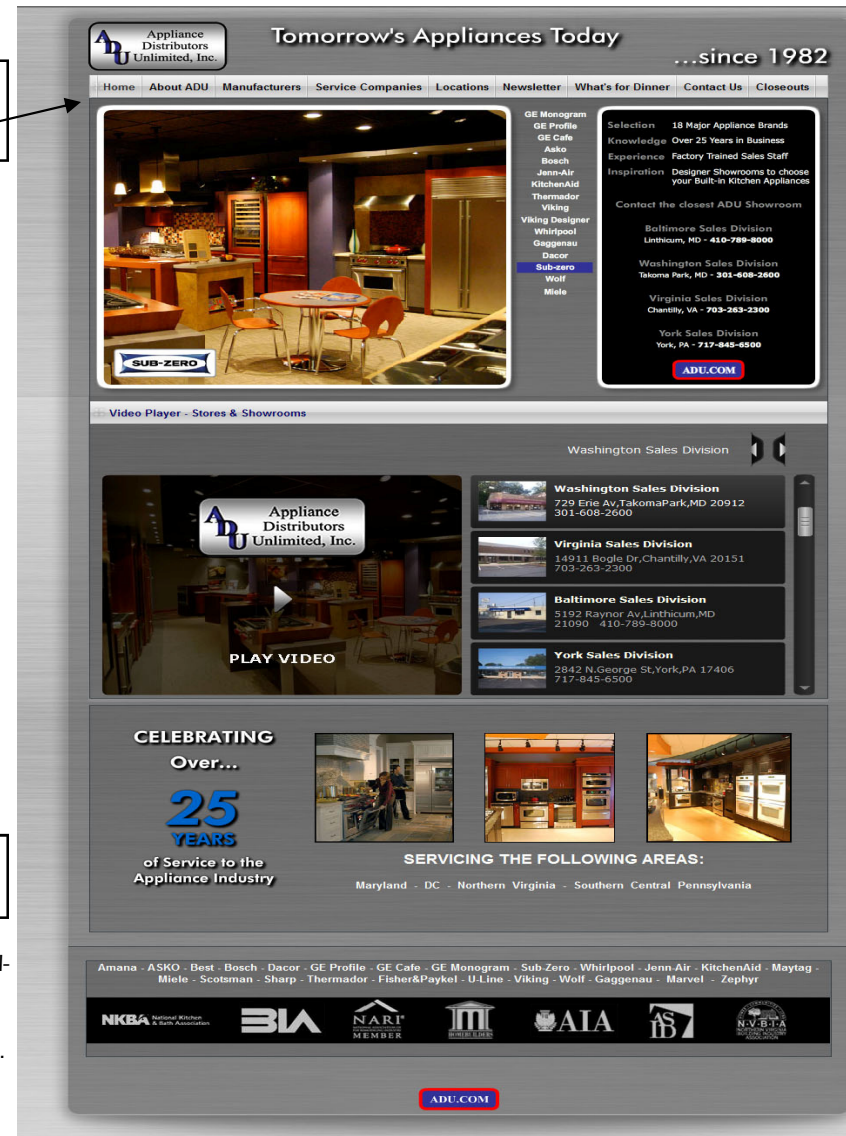 Appliance
Distributors
Unlimited, Inc.
ADU
Tomorrow's Appliances Today
...since 1982
Home About ADU Manufacturers Service Companies Locations Newsletter What's for Dinner Contact Us Closeouts
SUB-ZERO
GE Monogram
GE Profile
GE Cafe
Asko
Bosch
Jenn-Air
KitchenAid
Thermador
Viking
Viking Designer
Whirlpool
Gaggenau
Dacor
Sub-zero
Wolf
Miele
Selection 18 Major Appliance Brands
Knowledge Over 25 Years in Business
Experience Factory Trained Sales Staff
Inspiration Designer Showrooms to choose
your Built-in Kitchen Appliances
Contact the closest ADU Showroom
Baltimore Sales Division
Linthicum, MD - 410-789-8000
Washington Sales Division
Takoma Park, MD - 301-608-2600
Virginia Sales Division
Chantilly, VA - 703-263-2300
York Sales Division
York, PA - 717-845-6500
ADU.COM
Video Player - Stores & Showrooms
Washington Sales Division
ADU
Appliance
Distributors
Unlimited, Inc.
PLAY VIDEO
Washington Sales Division
729 Erie Av,TakomaPark,MD 20912
301-608-2600
Virginia Sales Division
14911 Bogle Dr,Chantilly,VA 20151
703-263-2300
Baltimore Sales Division
5192 Raynor Av,Linthicum,MD
21090 410-789-8000
York Sales Division
2842 N.George St,York,PA 17406
717-845-6500
CELEBRATING
Over...
25
YEARS
of Service to the
Appliance Industry
SERVICING THE FOLLOWING AREAS:
Maryland - DC - Northern Virginia - Southern Central Pennsylvania
Amana - ASKO - Best - Bosch - Dacor - GE Profile - GE Cafe - GE Monogram - Sub-Zero - Whirlpool - Jenn-Air - KitchenAid - Maytag -
Miele - Scotsman - Sharp - Thermador - Fisher&Paykel - U-Line - Viking - Wolf - Gaggenau - Marvel - Zephyr
NKBA National Kitchen
& Bath Association
BIA
NARI
MEMBER
HOMEBUILDERS
AIA
ASID
N·V·B·I·A
NORTHERN VIRGINIA
BUILDING INDUSTRY
ASSOCIATION
ADU.COM